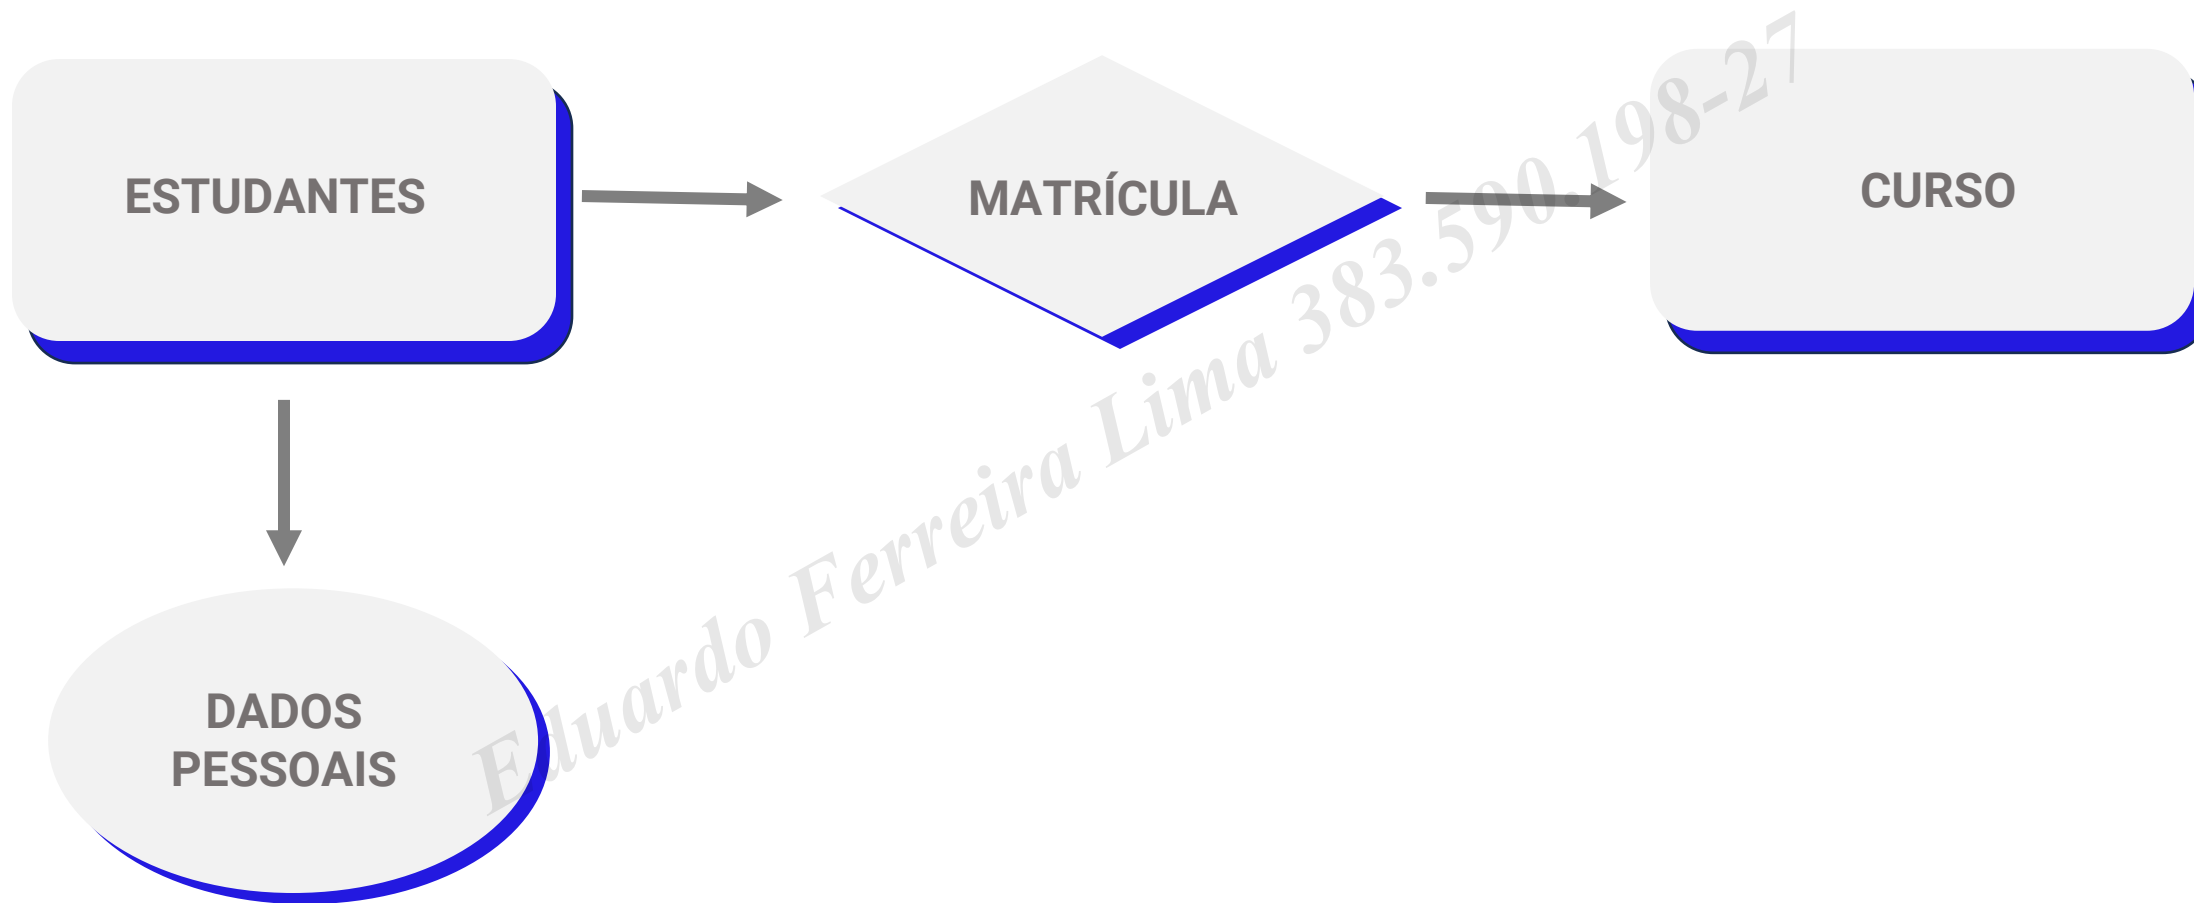 ESTUDANTES
MATRÍCULA
CURSO
DADOS
PESSOAIS
Eduardo Ferreira Lima 383.590.198-27